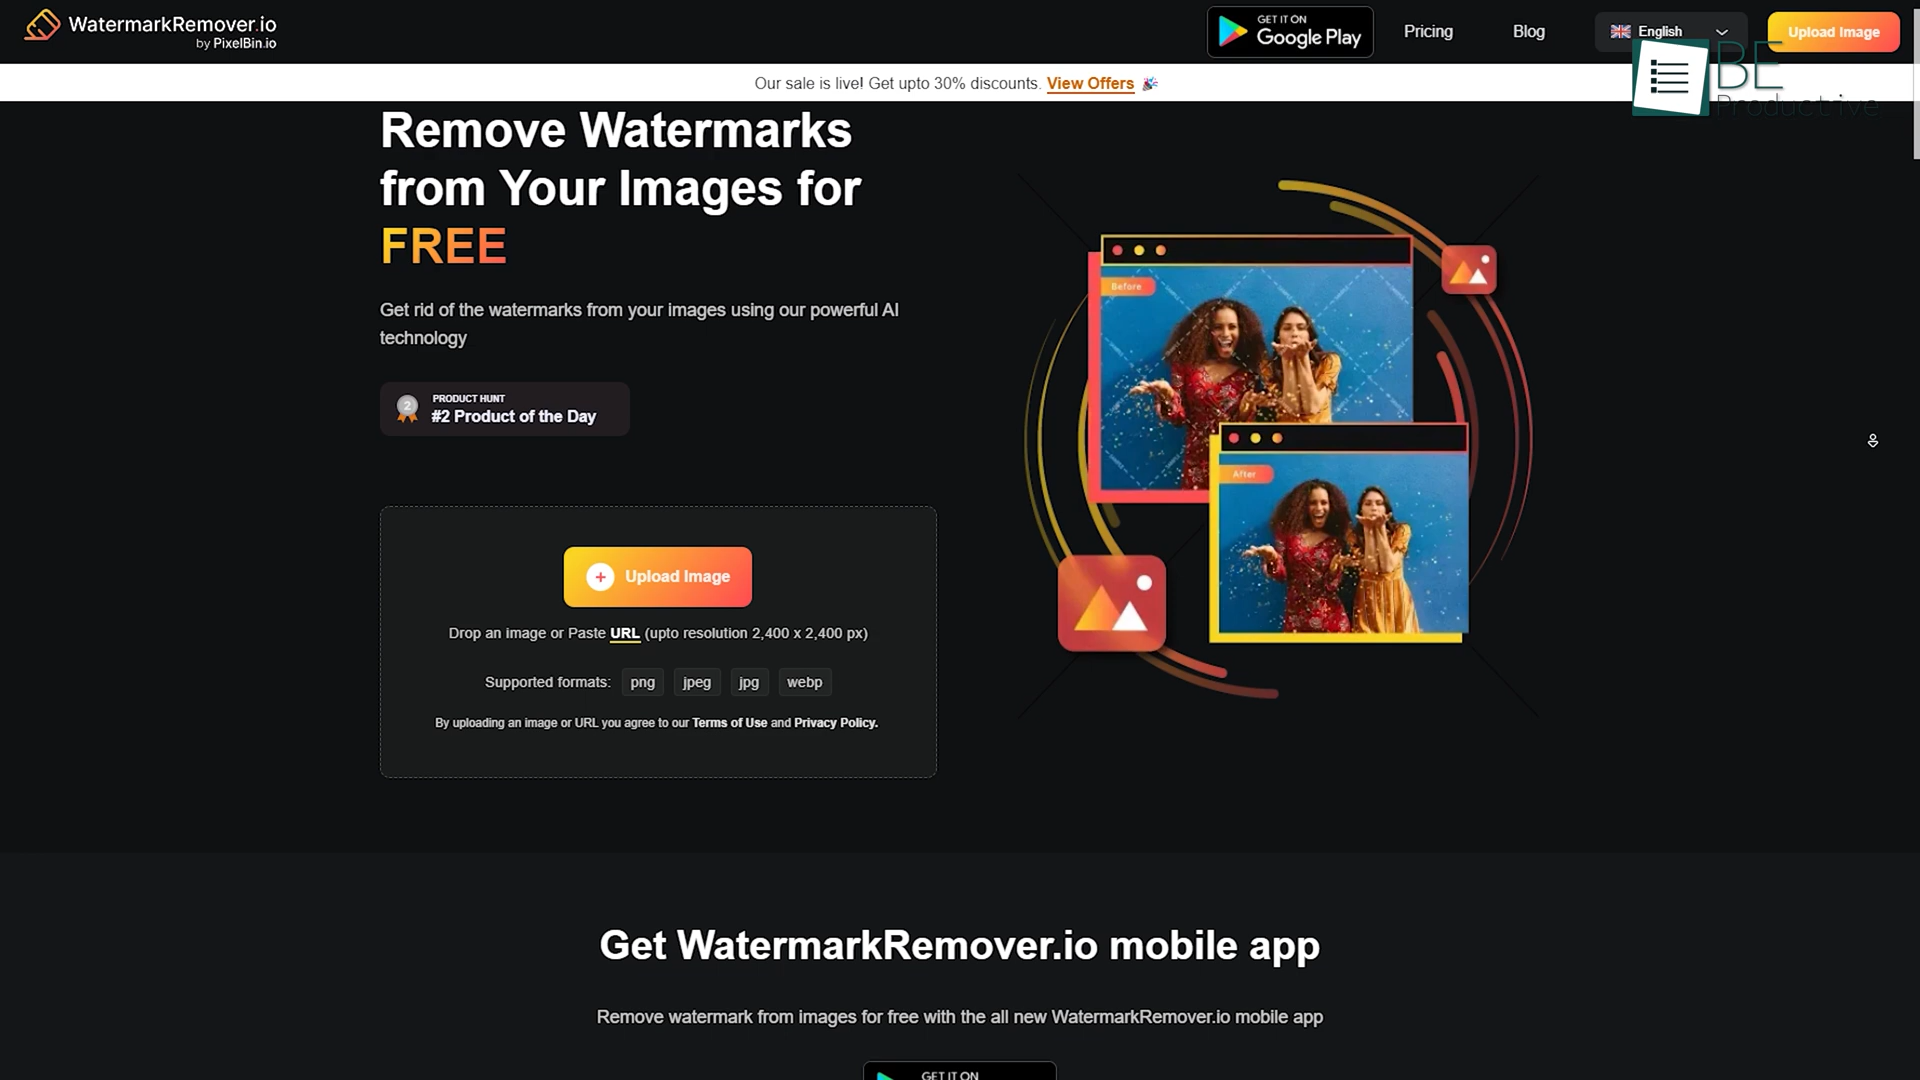 WatermarkRemover.io
by PixelBin.io
GET IT ON
Google Play
Pricing
Blog
English
Upload Image
BE
Productive
Our sale is live! Get upto 30% discounts. View Offers
Remove Watermarks
from Your Images for
FREE
Get rid of the watermarks from your images using our powerful AI
technology
2
PRODUCT HUNT
#2 Product of the Day
Before
After
Upload Image
Drop an image or Paste URL (upto resolution 2,400 x 2,400 px)
Supported formats: png jpeg jpg webp
By uploading an image or URL you agree to our Terms of Use and Privacy Policy.
Get WatermarkRemover.io mobile app
Remove watermark from images for free with the all new WatermarkRemover.io mobile app
GET IT ON